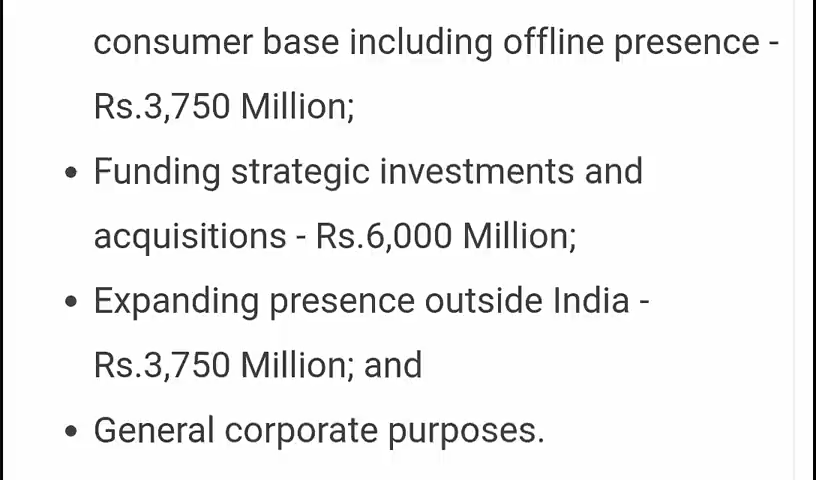 consumer base including offline presence -
Rs.3,750 Million;
• Funding strategic investments and
acquisitions - Rs.6,000 Million;
• Expanding presence outside India -
Rs.3,750 Million; and
• General corporate purposes.